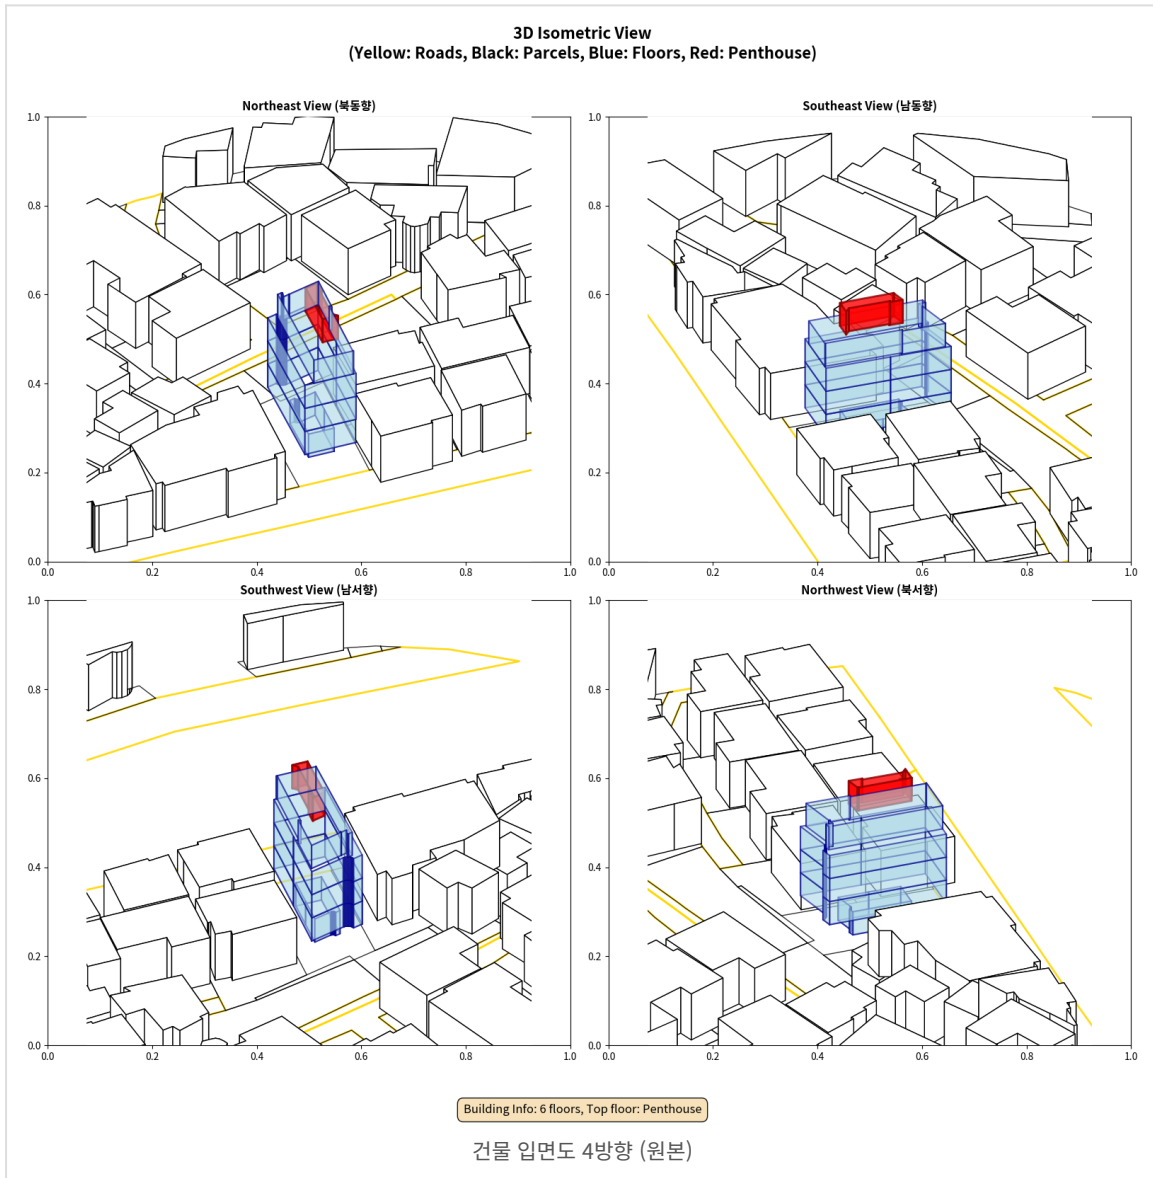 3D Isometric View
(Yellow: Roads, Black: Parcels, Blue: Floors, Red: Penthouse)
Northeast View (북동향)
1.0
0.8
0.6
0.4
0.2
0.0
0.0 0.2 0.4 0.6 0.8 1.0
Southeast View (남동향)
1.0
0.8
0.6
0.4
0.2
0.0
0.0 0.2 0.4 0.6 0.8 1.0
Southwest View (남서향)
1.0
0.8
0.6
0.4
0.2
0.0
0.0 0.2 0.4 0.6 0.8 1.0
Northwest View (북서향)
1.0
0.8
0.6
0.4
0.2
0.0
0.0 0.2 0.4 0.6 0.8 1.0
Building Info: 6 floors, Top floor: Penthouse
건물 입면도 4방향 (원본)